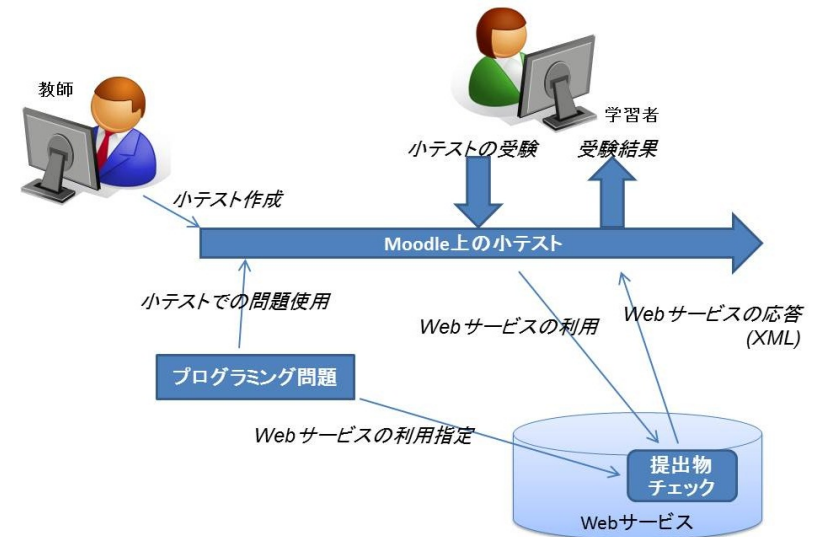 教師
学習者
小テストの受験
受験結果
小テスト作成
Moodle上の小テスト
小テストでの問題使用
Webサービスの利用
Webサービスの応答
(XML)
プログラミング問題
Webサービスの利用指定
提出物
チェック
Webサービス